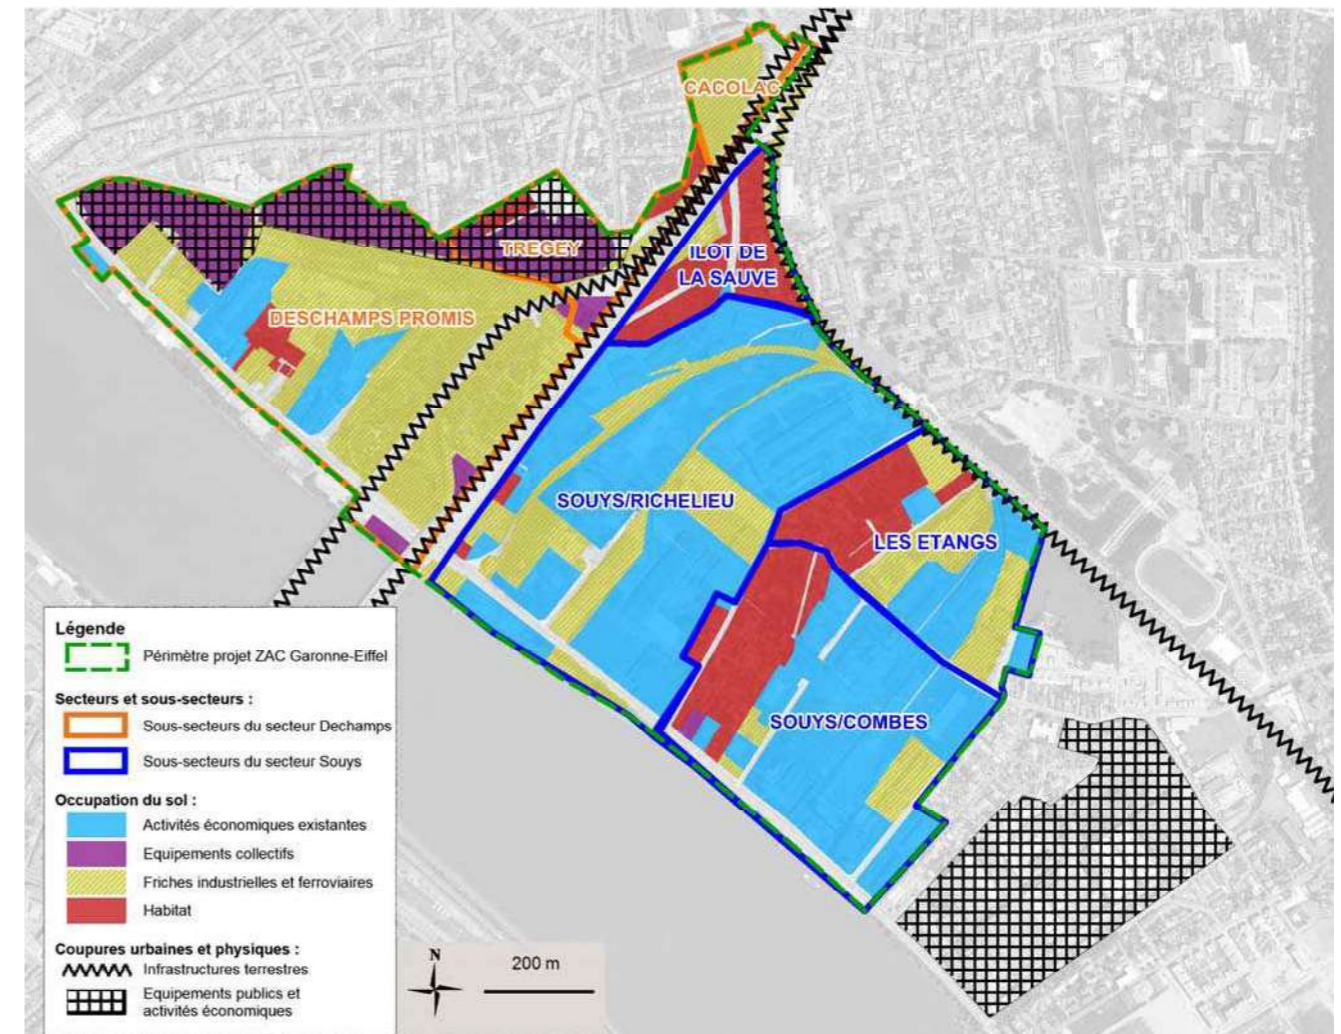 CACOLAC
TREGEY
ILOT DE
LA SAUVE
DESCHAMPS PROMIS
SOUYS/RICHELIEU
LES ETANGS
SOUYS/COMBES
Légende
Périmètre projet ZAC Garonne-Eiffel
Secteurs et sous-secteurs :
Sous-secteurs du secteur Dechamps
Sous-secteurs du secteur Souys
Occupation du sol :
Activités économiques existantes
Equipements collectifs
Friches industrielles et ferroviaires
Habitat
Coupures urbaines et physiques :
Infrastructures terrestres
Equipements publics et
activités économiques
N
200 m